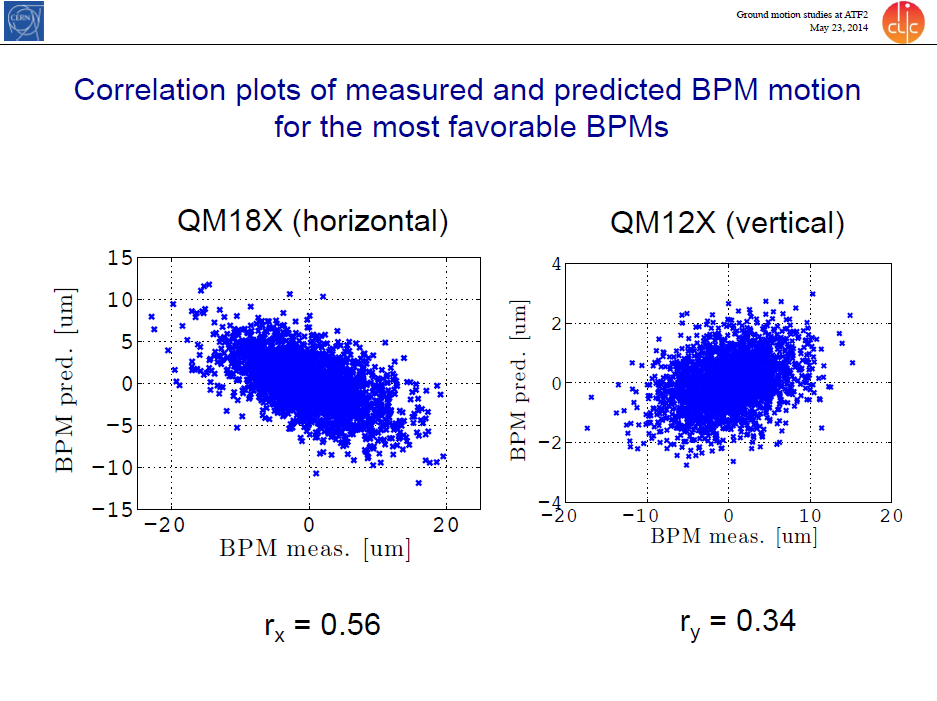 CERN
Ground motion studies at ATF2
May 23, 2014
clic
Correlation plots of measured and predicted BPM motion
for the most favorable BPMs
QM18X (horizontal)
15
10
5
0
−5
−10
−15
BPM pred. [um]
−20 0 20
BPM meas. [um]
r_x = 0.56
QM12X (vertical)
4
2
0
−2
−4
BPM pred. [um]
−20 −10 0 10 20
BPM meas. [um]
r_y = 0.34